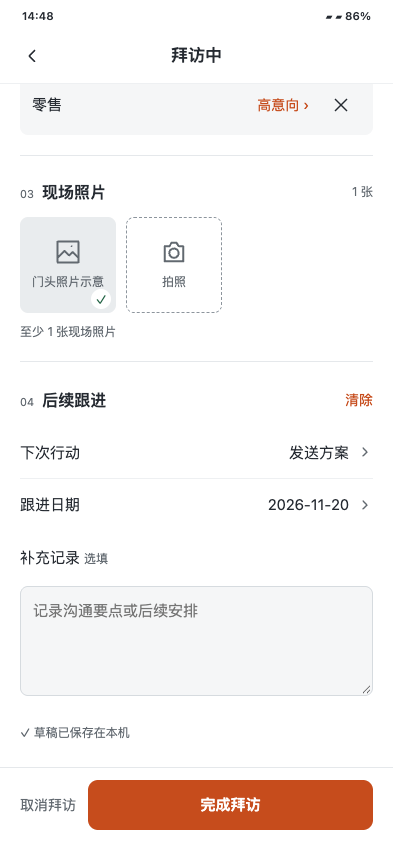 14:48
86%
拜访中
零售
高意向 ›
03 现场照片
1 张
门头照片示意
拍照
至少 1 张现场照片
04 后续跟进
清除
下次行动
发送方案
跟进日期
2026-11-20
补充记录 选填
记录沟通要点或后续安排
✓ 草稿已保存在本机
取消拜访
完成拜访